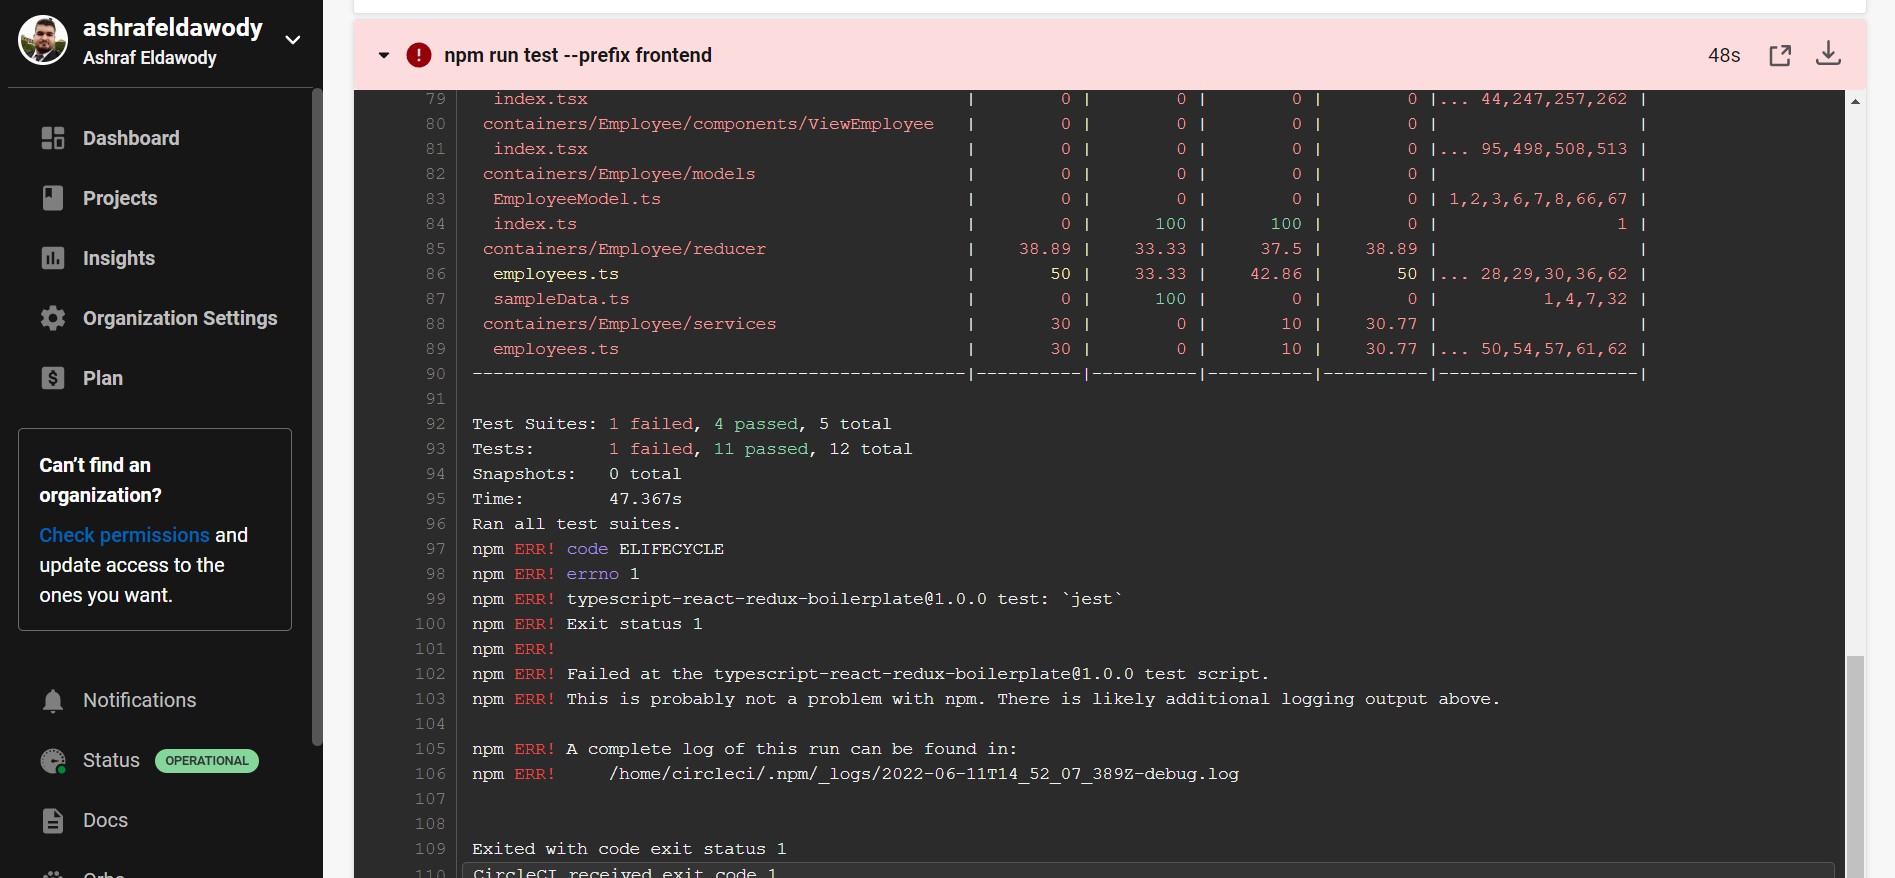 ashrafeldawody
Ashraf Eldawody
Dashboard
Projects
Insights
Organization Settings
Plan
Can't find an
organization?
Check permissions and
update access to the
ones you want.
Notifications
Status OPERATIONAL
Docs
Orbs
npm run test --prefix frontend 48s
79 index.tsx | 0 | 0 | 0 | 0 |... 44,247,257,262 |
80 containers/Employee/components/ViewEmployee | 0 | 0 | 0 | 0 | |
81 index.tsx | 0 | 0 | 0 | 0 |... 95,498,508,513 |
82 containers/Employee/models | 0 | 0 | 0 | 0 | |
83 EmployeeModel.ts | 0 | 0 | 0 | 0 | 1,2,3,6,7,8,66,67 |
84 index.ts | 0 | 100 | 100 | 0 | 1 |
85 containers/Employee/reducer | 38.89 | 33.33 | 37.5 | 38.89 | |
86 employees.ts | 50 | 33.33 | 42.86 | 50 |... 28,29,30,36,62 |
87 sampleData.ts | 0 | 100 | 0 | 0 | 1,4,7,32 |
88 containers/Employee/services | 30 | 0 | 10 | 30.77 | |
89 employees.ts | 30 | 0 | 10 | 30.77 |... 50,54,57,61,62 |
90 -----------------------------------------------|----------|----------|----------|----------|-------------------|
91
92 Test Suites: 1 failed, 4 passed, 5 total
93 Tests: 1 failed, 11 passed, 12 total
94 Snapshots: 0 total
95 Time: 47.367s
96 Ran all test suites.
97 npm ERR! code ELIFECYCLE
98 npm ERR! errno 1
99 npm ERR! typescript-react-redux-boilerplate@1.0.0 test: `jest`
100 npm ERR! Exit status 1
101 npm ERR!
102 npm ERR! Failed at the typescript-react-redux-boilerplate@1.0.0 test script.
103 npm ERR! This is probably not a problem with npm. There is likely additional logging output above.
104
105 npm ERR! A complete log of this run can be found in:
106 npm ERR! /home/circleci/.npm/_logs/2022-06-11T14_52_07_389Z-debug.log
107
108
109 Exited with code exit status 1
110 CircleCI received exit code 1